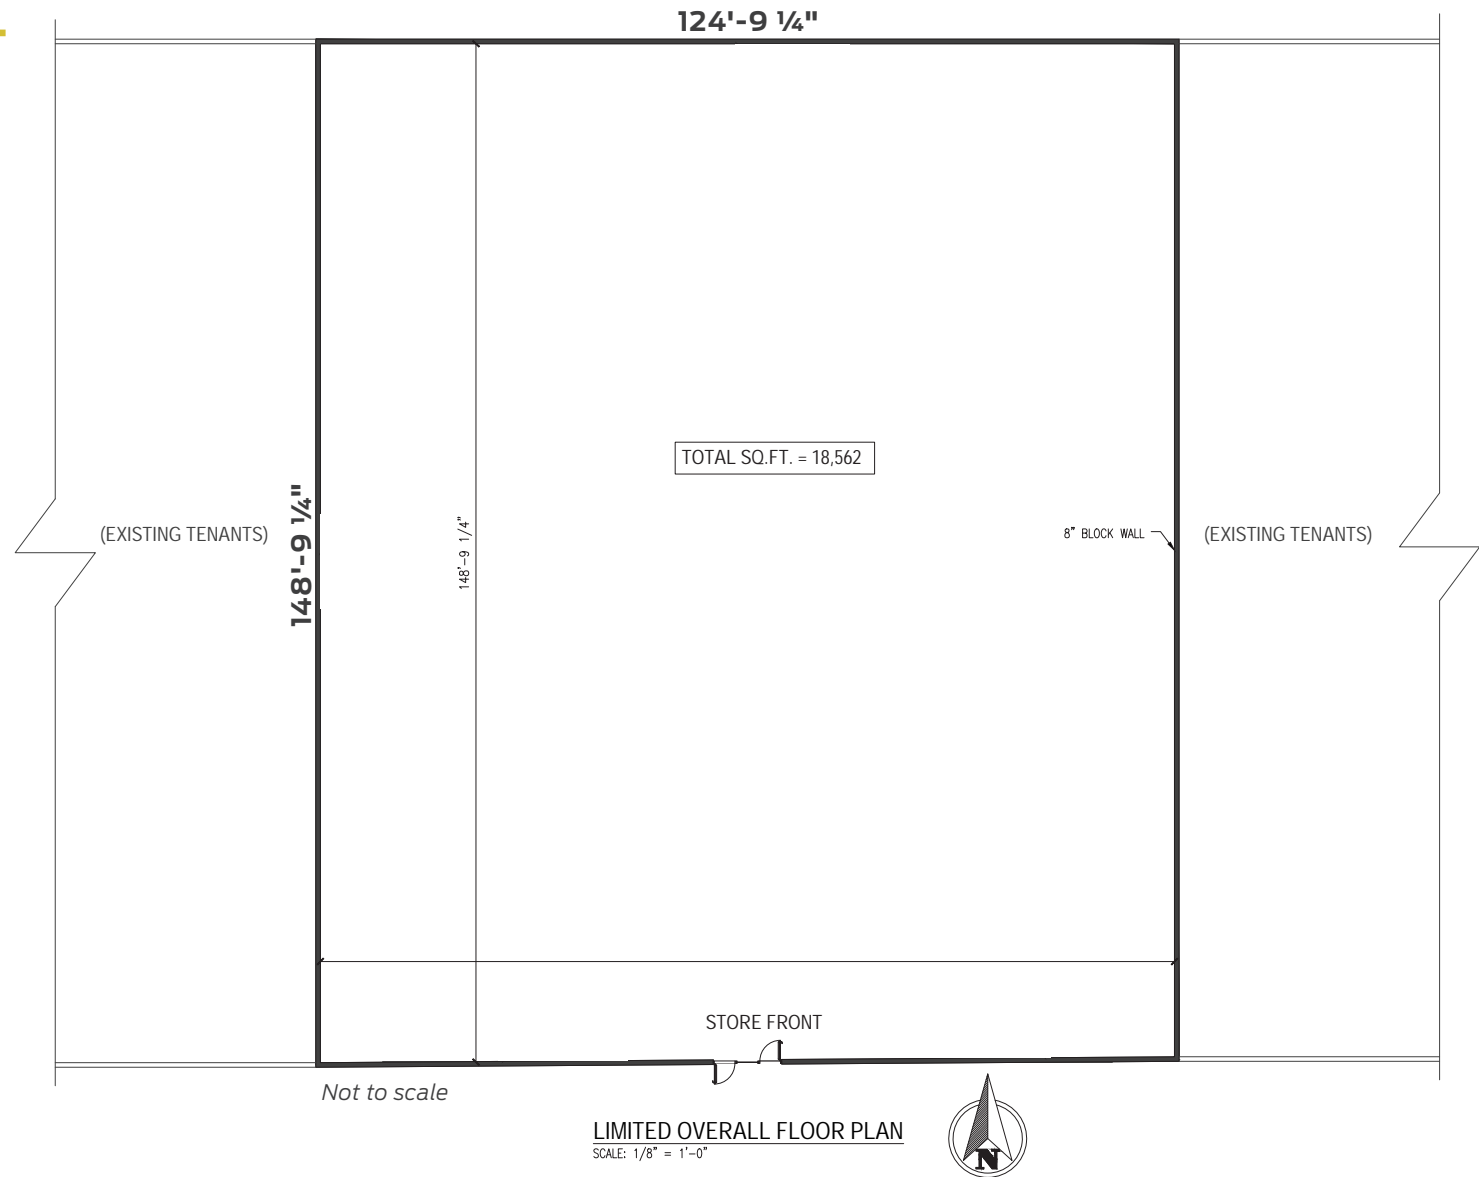 124'-9 ¼"
TOTAL SQ.FT. = 18,562
148'-9 ¼"
148'-9 1/4"
(EXISTING TENANTS)
8" BLOCK WALL
(EXISTING TENANTS)
STORE FRONT
Not to scale
LIMITED OVERALL FLOOR PLAN
SCALE: 1/8" = 1'-0"
N